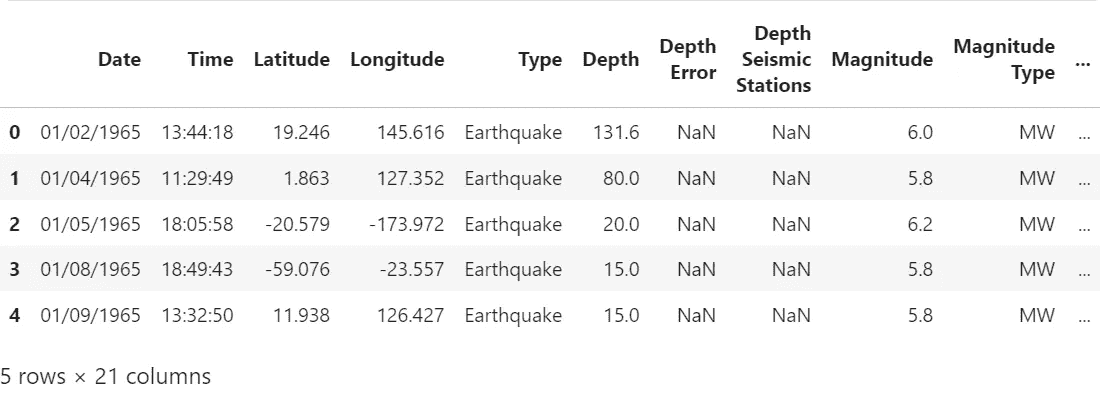 Date Time Latitude Longitude Type Depth Depth Error Depth Seismic Stations Magnitude Magnitude Type ...
0 01/02/1965 13:44:18 19.246 145.616 Earthquake 131.6 NaN NaN 6.0 MW ...
1 01/04/1965 11:29:49 1.863 127.352 Earthquake 80.0 NaN NaN 5.8 MW ...
2 01/05/1965 18:05:58 -20.579 -173.972 Earthquake 20.0 NaN NaN 6.2 MW ...
3 01/08/1965 18:49:43 -59.076 -23.557 Earthquake 15.0 NaN NaN 5.8 MW ...
4 01/09/1965 13:32:50 11.938 126.427 Earthquake 15.0 NaN NaN 5.8 MW ...
5 rows × 21 columns